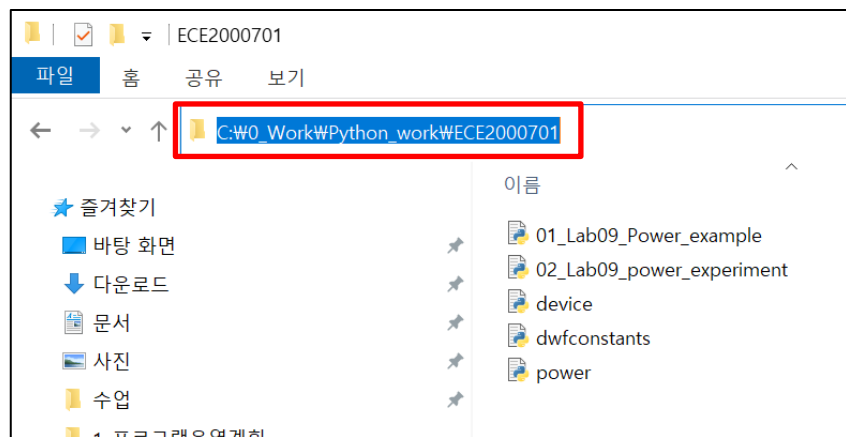 ECE2000701
파일 홈 공유 보기
C:₩0_Work₩Python_work₩ECE2000701
이름
즐겨찾기
바탕 화면
다운로드
문서
사진
수업
01_Lab09_Power_example
02_Lab09_power_experiment
device
dwfconstants
power